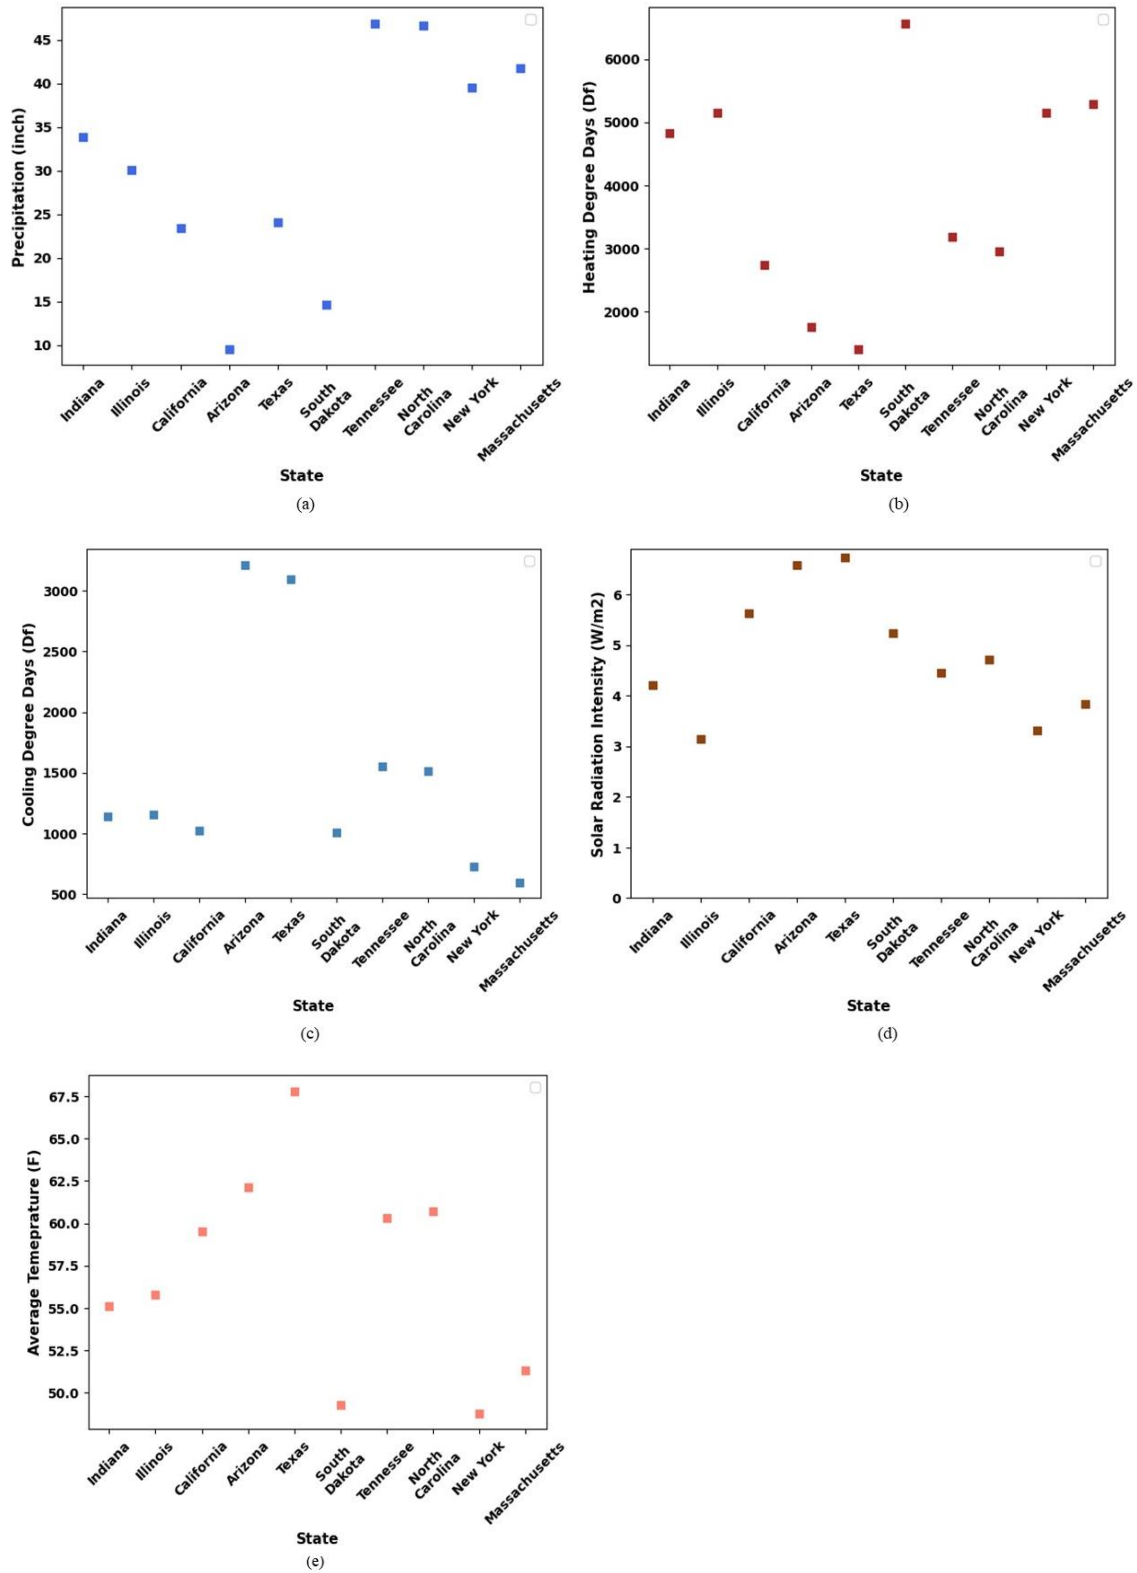 45
40
35
30
25
20
15
10
Precipitation (inch)
Indiana
Illinois
California
Arizona
Texas
South
Dakota
Tennessee
North
Carolina
New York
Massachusetts
State
(a)
6000
5000
4000
3000
2000
Heating Degree Days (Df)
Indiana
Illinois
California
Arizona
Texas
South
Dakota
Tennessee
North
Carolina
New York
Massachusetts
State
(b)
3000
2500
2000
1500
1000
500
Cooling Degree Days (Df)
Indiana
Illinois
California
Arizona
Texas
South
Dakota
Tennessee
North
Carolina
New York
Massachusetts
State
(c)
6
5
4
3
2
1
0
Solar Radiation Intensity (W/m2)
Indiana
Illinois
California
Arizona
Texas
South
Dakota
Tennessee
North
Carolina
New York
Massachusetts
State
(d)
67.5
65.0
62.5
60.0
57.5
55.0
52.5
50.0
Average Temeprature (F)
Indiana
Illinois
California
Arizona
Texas
South
Dakota
Tennessee
North
Carolina
New York
Massachusetts
State
(e)